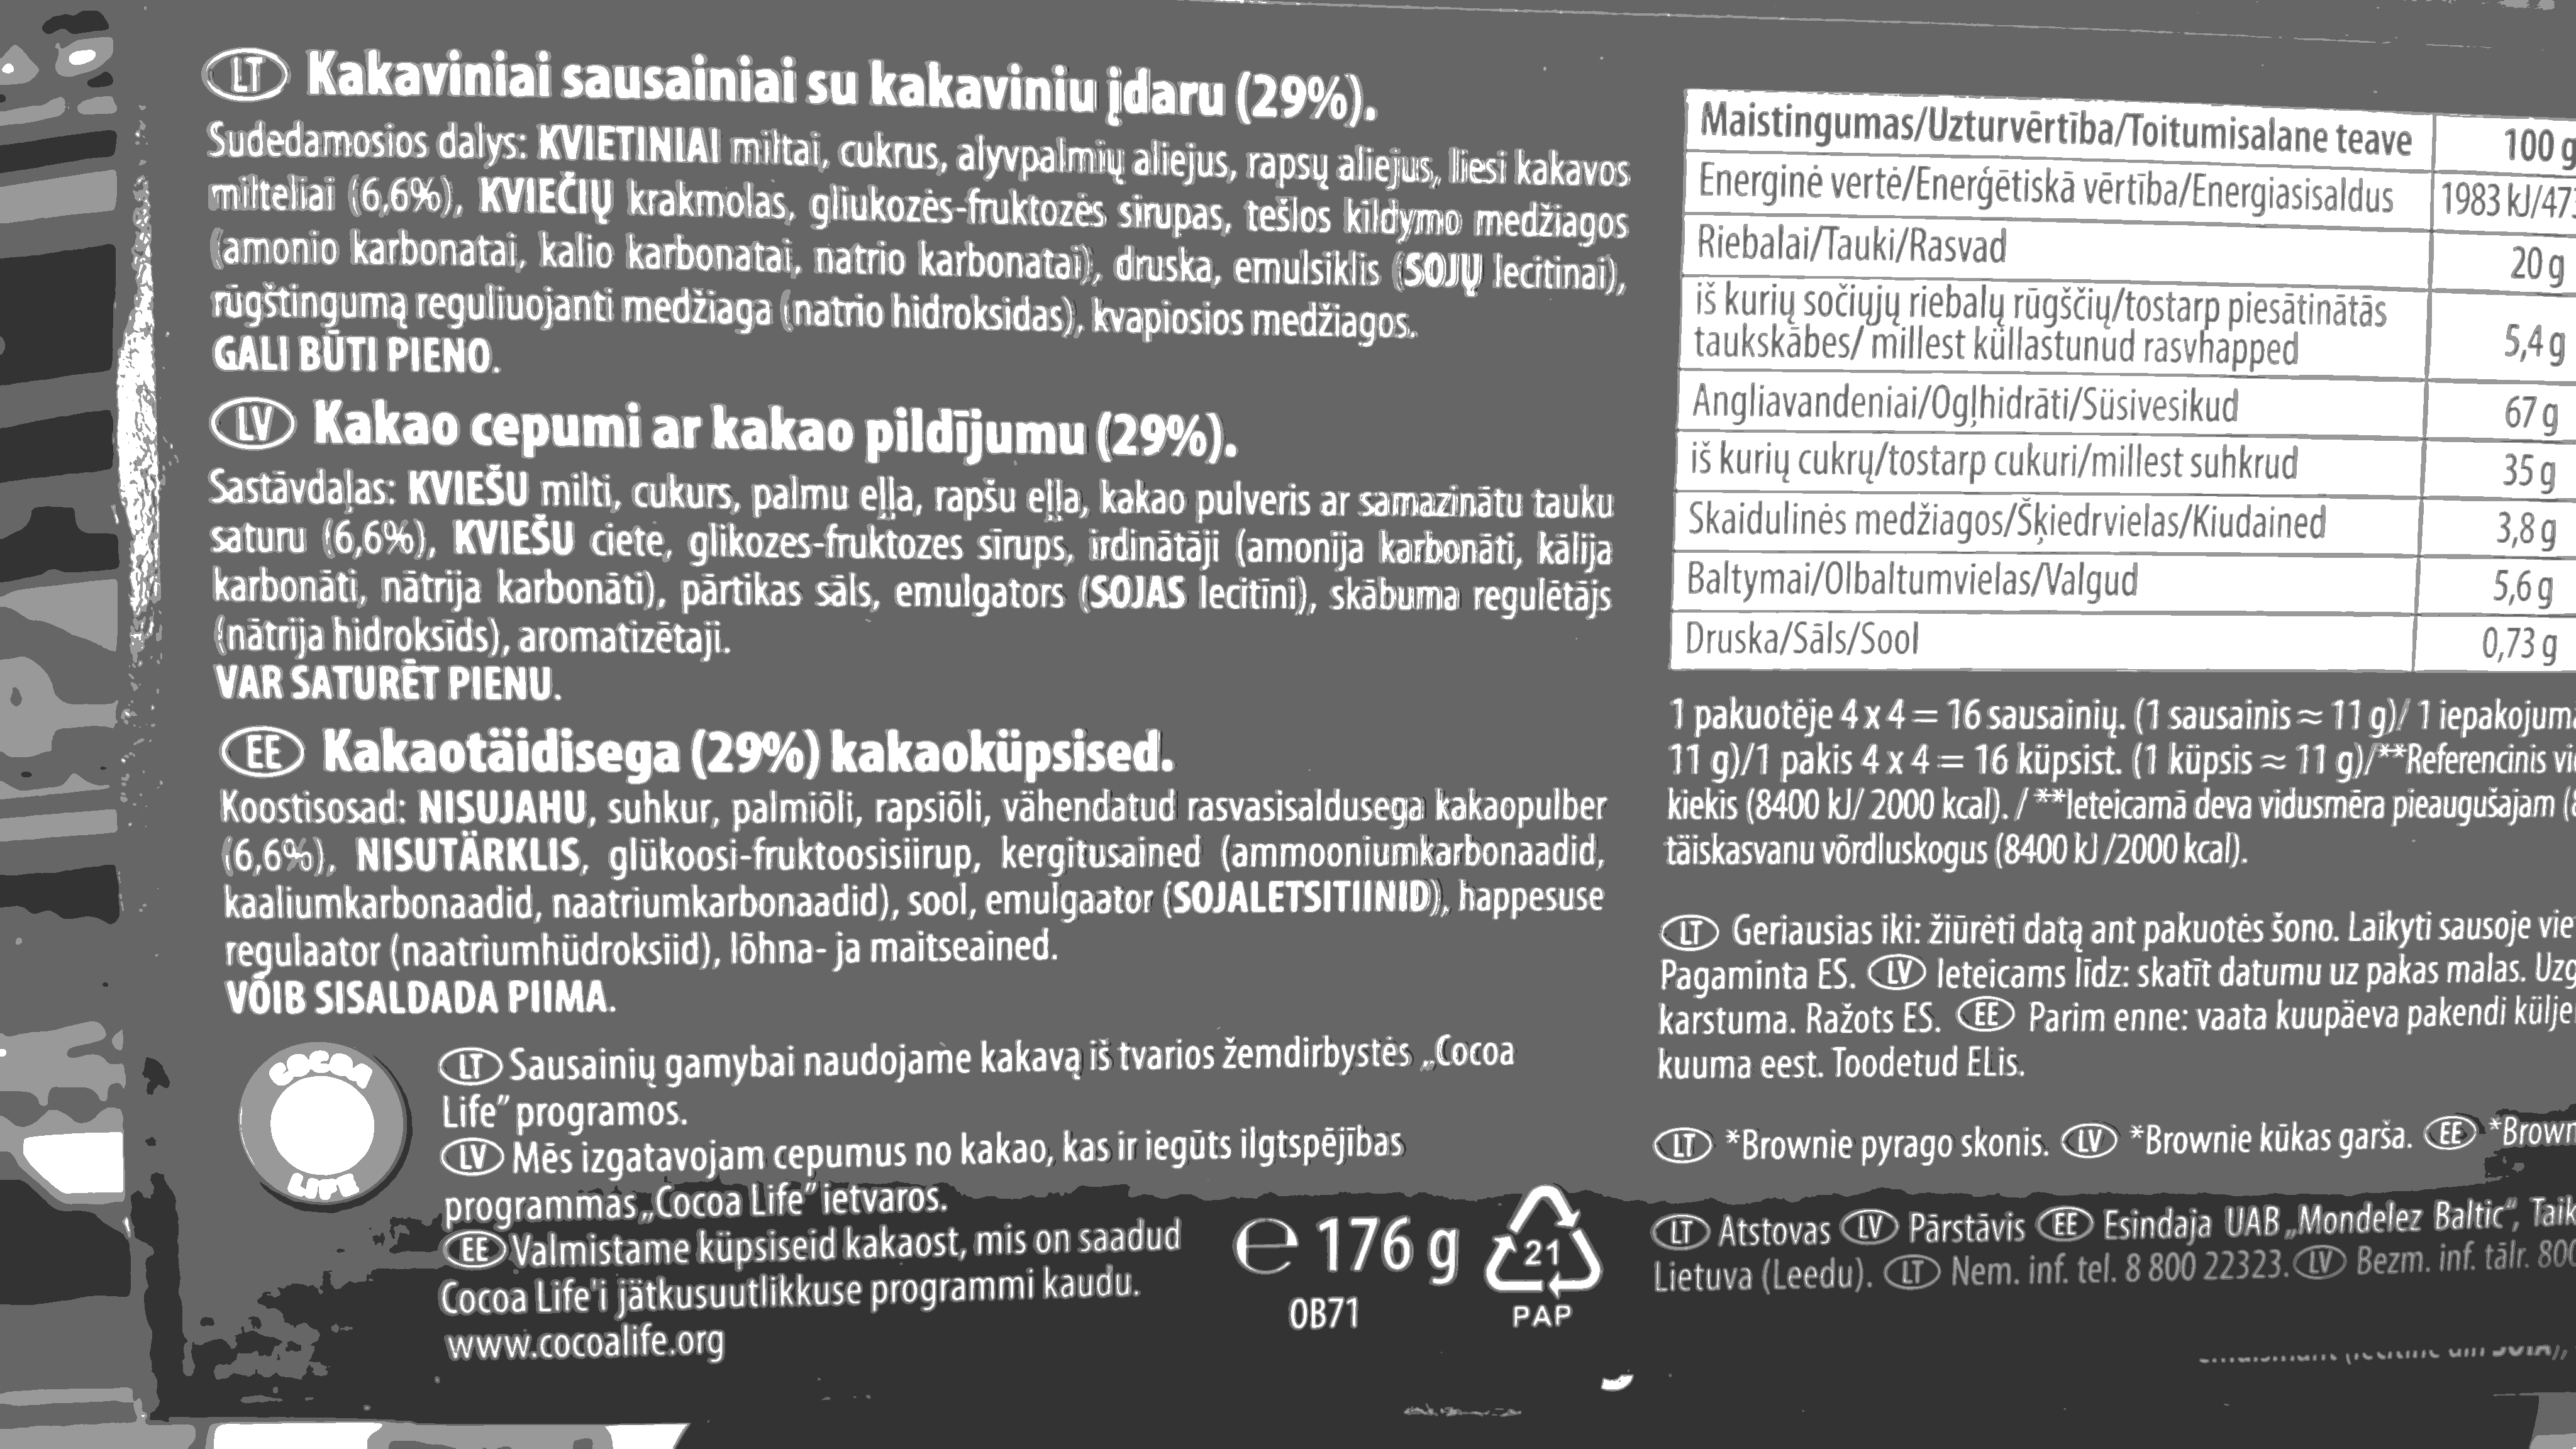 LT Kakaviniai sausainiai su kakaviniu įdaru (29%).
Sudedamosios dalys: KVIETINIAI miltai, cukrus, alyvpalmių aliejus, rapsų aliejus, liesi kakavos
milteliai (6,6%), KVIEČIŲ krakmolas, gliukozės-fruktozės sirupas, tešlos kildymo medžiagos
(amonio karbonatai, kalio karbonatai, natrio karbonatai), druska, emulsiklis (SOJŲ lecitinai),
rūgštingumą reguliuojanti medžiaga (natrio hidroksidas), kvapiosios medžiagos.
GALI BŪTI PIENO.
LV Kakao cepumi ar kakao pildījumu (29%).
Sastāvdaļas: KVIEŠU milti, cukurs, palmu eļļa, rapšu eļļa, kakao pulveris ar samazinātu tauku
saturu (6,6%), KVIEŠU ciete, glikozes-fruktozes sīrups, irdinātāji (amonija karbonāti, kālija
karbonāti, nātrija karbonāti), pārtikas sāls, emulgators (SOJAS lecitīni), skābuma regulētājs
(nātrija hidroksīds), aromatizētaji.
VAR SATURĒT PIENU.
EE Kakaotäidisega (29%) kakaoküpsised.
Koostisosad: NISUJAHU, suhkur, palmiõli, rapsiõli, vähendatud rasvasisaldusega kakaopulber
(6,6%), NISUTÄRKLIS, glükoosi-fruktoosisiirup, kergitusained (ammooniumkarbonaadid,
kaaliumkarbonaadid, naatriumkarbonaadid), sool, emulgaator (SOJALETSITIINID), happesuse
regulaator (naatriumhüdroksiid), lõhna- ja maitseained.
VÕIB SISALDADA PIIMA.
COCOA
LIFE
LT Sausainių gamybai naudojame kakavą iš tvarios žemdirbystės „Cocoa
Life” programos.
LV Mēs izgatavojam cepumus no kakao, kas ir iegūts ilgtspējības
programmas „Cocoa Life” ietvaros.
EE Valmistame küpsiseid kakaost, mis on saadud
Cocoa Life'i jätkusuutlikkuse programmi kaudu.
www.cocoalife.org
℮ 176 g
0B71
21
PAP
Maistingumas/Uzturvērtība/Toitumisalane teave 100 g
Energinė vertė/Enerģētiskā vērtība/Energiasisaldus 1983 kJ/47
Riebalai/Tauki/Rasvad 20 g
iš kurių sočiųjų riebalų rūgščių/tostarp piesātinātās
taukskābes/ millest küllastunud rasvhapped 5,4 g
Angliavandeniai/Ogļhidrāti/Süsivesikud 67 g
iš kurių cukrų/tostarp cukuri/millest suhkrud 35 g
Skaidulinės medžiagos/Šķiedrvielas/Kiudained 3,8 g
Baltymai/Olbaltumvielas/Valgud 5,6 g
Druska/Sāls/Sool 0,73 g
1 pakuotėje 4 x 4 = 16 sausainių. (1 sausainis ≈ 11 g)/ 1 iepakojum
11 g)/1 pakis 4 x 4 = 16 küpsist. (1 küpsis ≈ 11 g)/**Referencinis
kiekis (8400 kJ/ 2000 kcal). / **Ieteicamā deva vidusmēra pieaugušajam
täiskasvanu võrdluskogus (8400 kJ /2000 kcal).
LT Geriausias iki: žiūrėti datą ant pakuotės šono. Laikyti sausoje vie
Pagaminta ES. LV Ieteicams līdz: skatīt datumu uz pakas malas. Uzg
karstuma. Ražots ES. EE Parim enne: vaata kuupäeva pakendi külje
kuuma eest. Toodetud ELis.
LT *Brownie pyrago skonis. LV *Brownie kūkas garša. EE *Brown
LT Atstovas LV Pārstāvis EE Esindaja UAB „Mondelez Baltic“, Taik
Lietuva (Leedu). LT Nem. inf. tel. 8 800 22323. LV Bezm. inf. tālr. 800